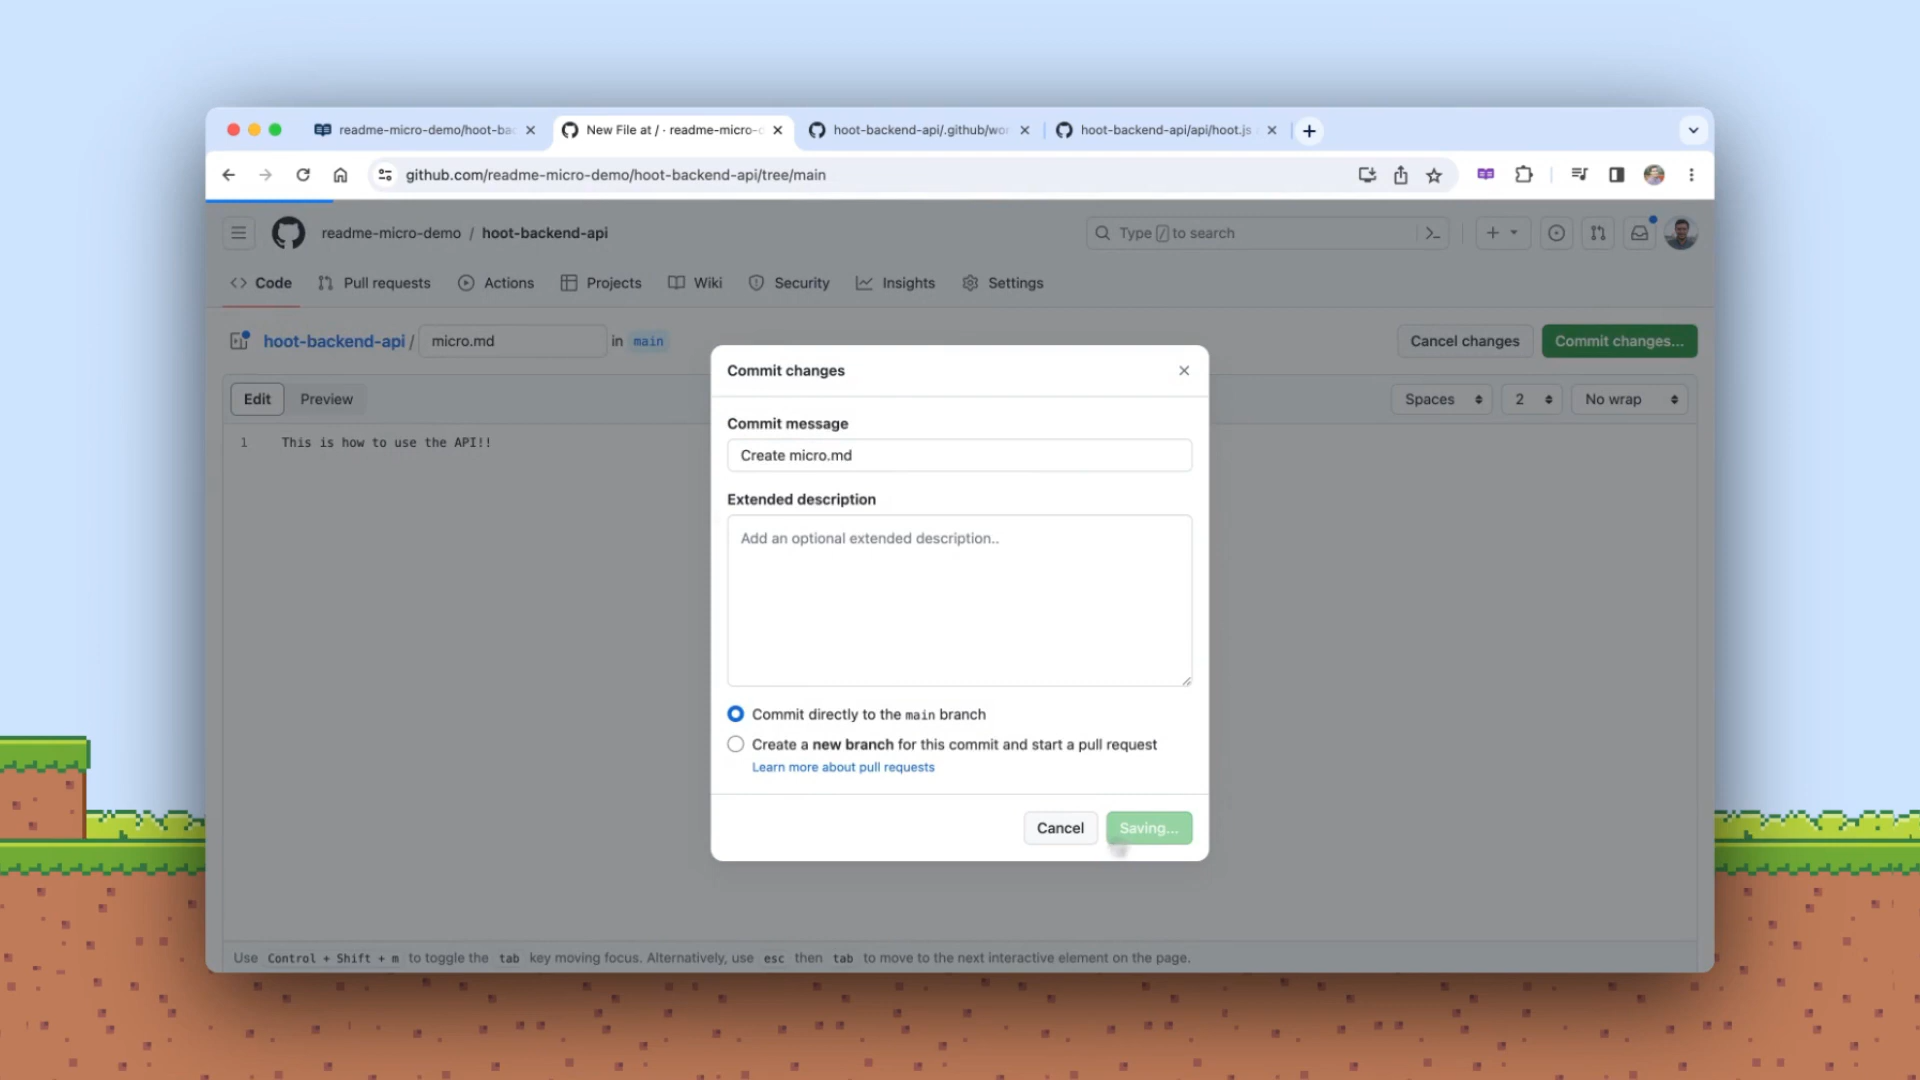 readme-micro-demo/hoot-bac
New File at / · readme-micro-d
hoot-backend-api/.github/wor
hoot-backend-api/api/hoot.js
github.com/readme-micro-demo/hoot-backend-api/tree/main
readme-micro-demo / hoot-backend-api
Type / to search
Code
Pull requests
Actions
Projects
Wiki
Security
Insights
Settings
hoot-backend-api / micro.md in main
Cancel changes
Commit changes...
Edit
Preview
Spaces
2
No wrap
1 This is how to use the API!!
Commit changes
Commit message
Create micro.md
Extended description
Add an optional extended description..
Commit directly to the main branch
Create a new branch for this commit and start a pull request
Learn more about pull requests
Cancel
Saving...
Use Control + Shift + m to toggle the tab key moving focus. Alternatively, use esc then tab to move to the next interactive element on the page.